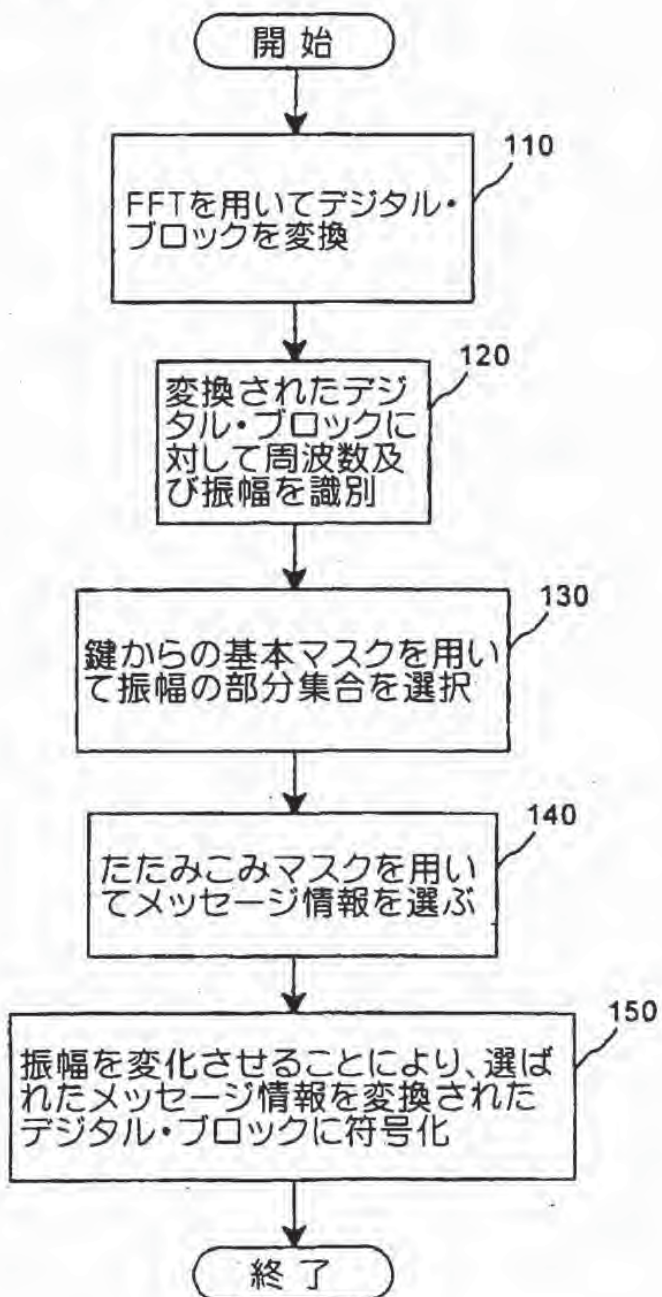 開始
110
FFTを用いてデジタル・
ブロックを変換
120
変換されたデジ
タル・ブロックに
対して周波数及
び振幅を識別
130
鍵からの基本マスクを用い
て振幅の部分集合を選択
140
たたみこみマスクを用い
てメッセージ情報を選ぶ
150
振幅を変化させることにより、選ば
れたメッセージ情報を変換された
デジタル・ブロックに符号化
終了